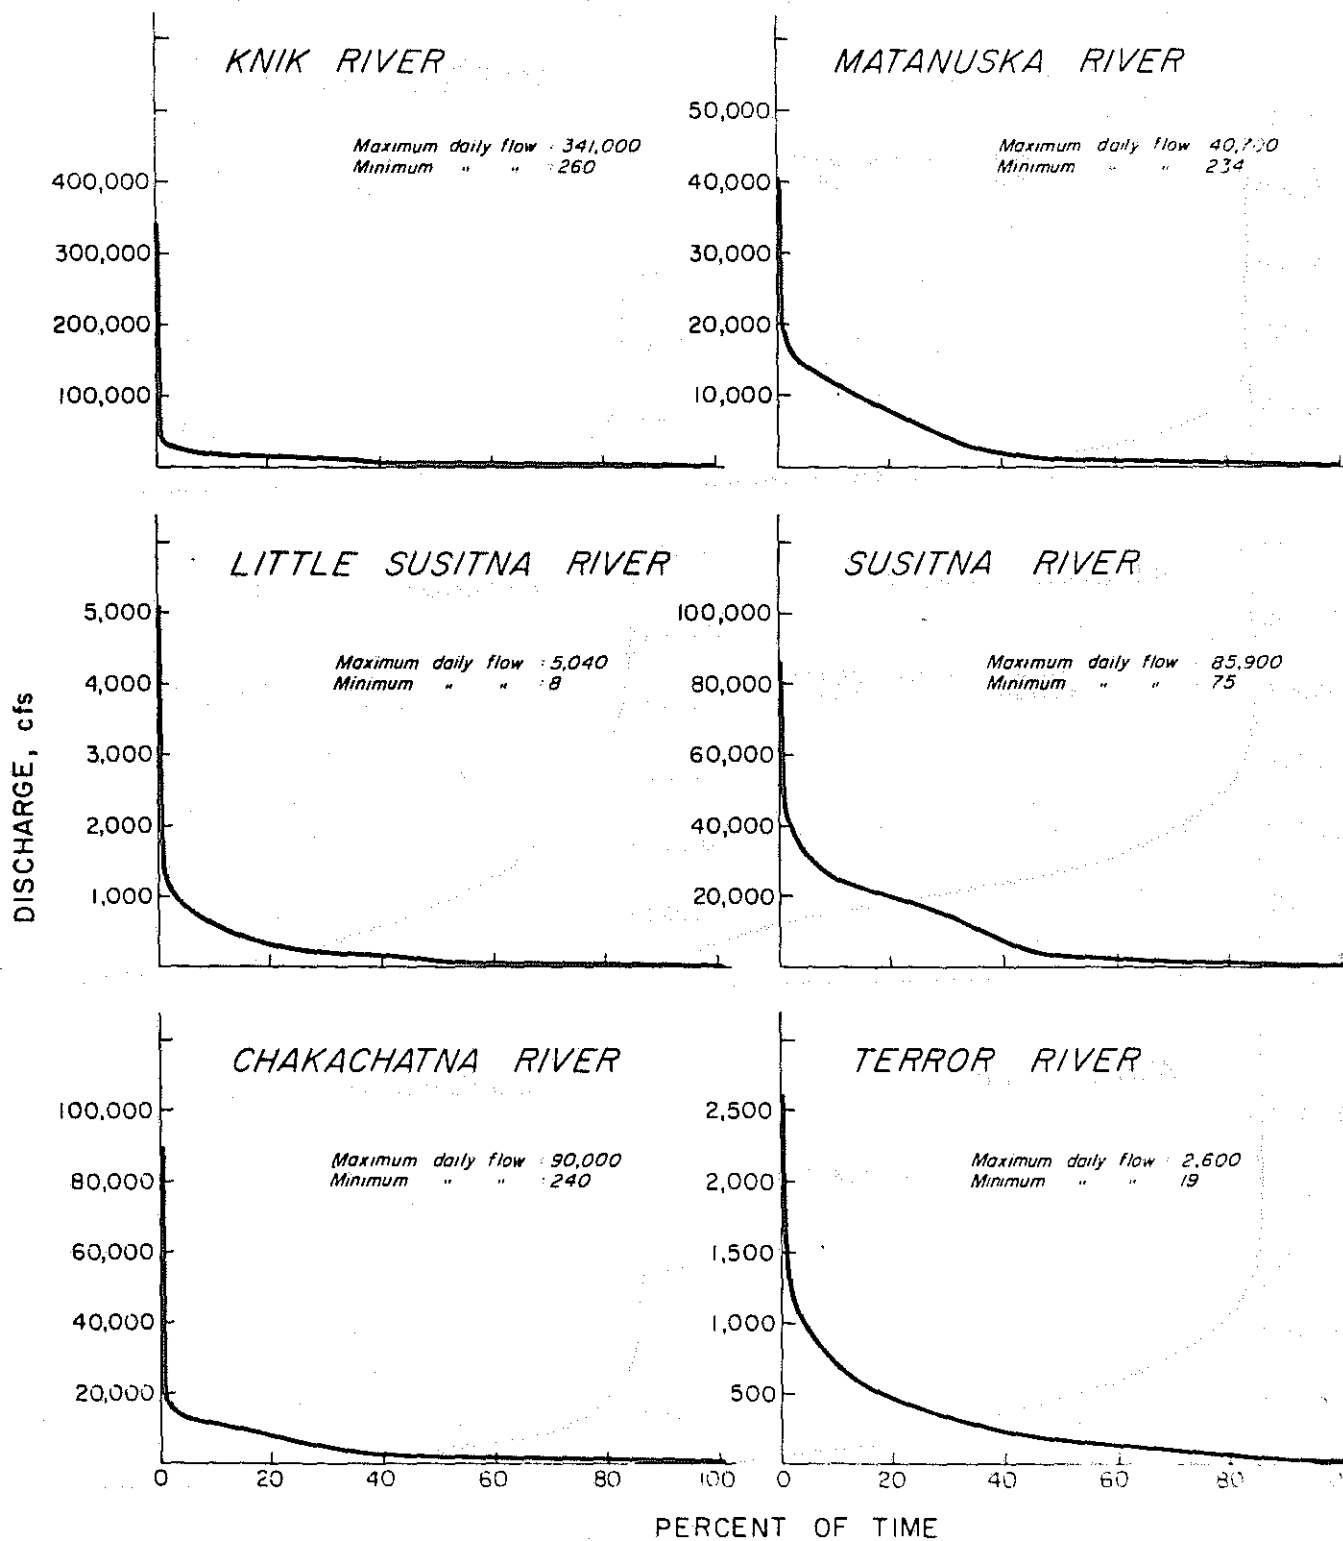 KNIK RIVER
Maximum daily flow : 341,000
Minimum " " : 260
400,000
300,000
200,000
100,000
MATANUSKA RIVER
Maximum daily flow
Minimum " " 234
50,000
40,000
30,000
20,000
10,000
LITTLE SUSITNA RIVER
Maximum daily flow : 5,040
Minimum " " : 8
5,000
4,000
3,000
2,000
1,000
SUSITNA RIVER
Maximum daily flow : 85,900
Minimum " " 75
100,000
80,000
60,000
40,000
20,000
DISCHARGE, cfs
CHAKACHATNA RIVER
Maximum daily flow : 90,000
Minimum " " : 240
100,000
80,000
60,000
40,000
20,000
0 20 40 60 80 100
TERROR RIVER
Maximum daily flow : 2,600
Minimum " " 19
2,500
2,000
1,500
1,000
500
0 20 40 60 80
PERCENT OF TIME